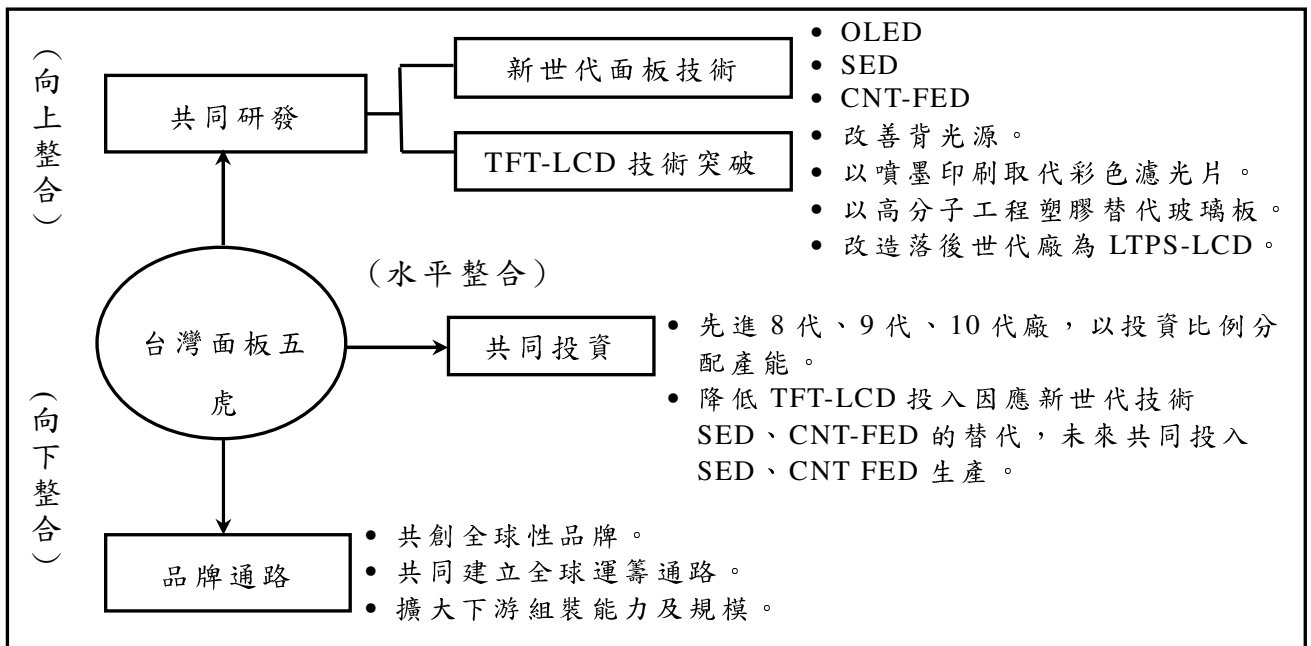 (向上整合)
共同研發
新世代面板技術
• OLED
• SED
• CNT-FED
TFT-LCD 技術突破
• 改善背光源。
• 以噴墨印刷取代彩色濾光片。
• 以高分子工程塑膠替代玻璃板。
• 改造落後世代廠為 LTPS-LCD。
(水平整合)
台灣面板五
虎
共同投資
• 先進 8 代、9 代、10 代廠，以投資比例分
配產能。
• 降低 TFT-LCD 投入因應新世代技術
SED、CNT-FED 的替代，未來共同投入
SED、CNT FED 生產。
(向下整合)
品牌通路
• 共創全球性品牌。
• 共同建立全球運籌通路。
• 擴大下游組裝能力及規模。